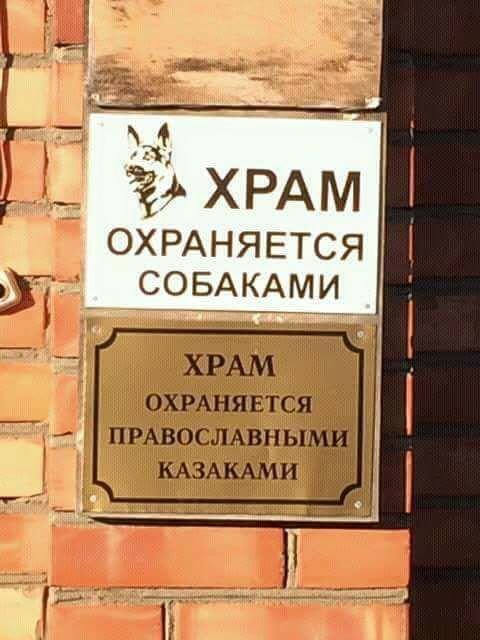 ХРАМ
ОХРАНЯЕТСЯ
СОБАКАМИ
ХРАМ
ОХРАНЯЕТСЯ
ПРАВОСЛАВНЫМИ
КАЗАКАМИ